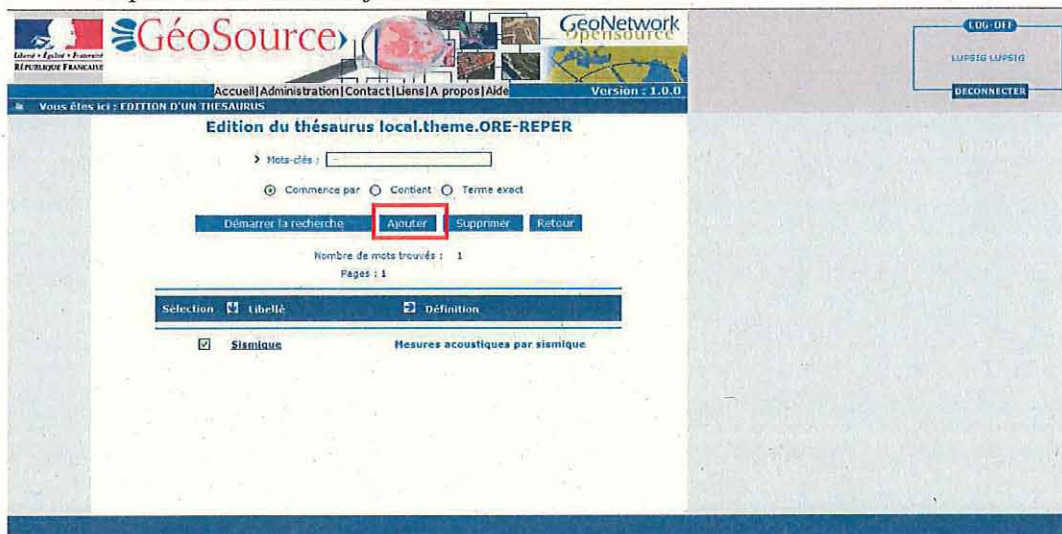 GéoSource
GeoNetwork
Opensource
Liberté • Égalité • Fraternité
RÉPUBLIQUE FRANÇAISE
Accueil|Administration|Contact|Liens|A propos|Aide
Version : 1.0.0
LOG-OFF
LUPSIG LUPSIG
DECONNECTER
Vous êtes ici : EDITION D'UN THESAURUS
Edition du thésaurus local.theme.ORE-REPER
Mots-clés :
Commence par Contient Terme exact
Démarrer la recherche Ajouter Supprimer Retour
Nombre de mots trouvés : 1
Pages : 1
Sélection Libellé Définition
Sismique Mesures acoustiques par sismique